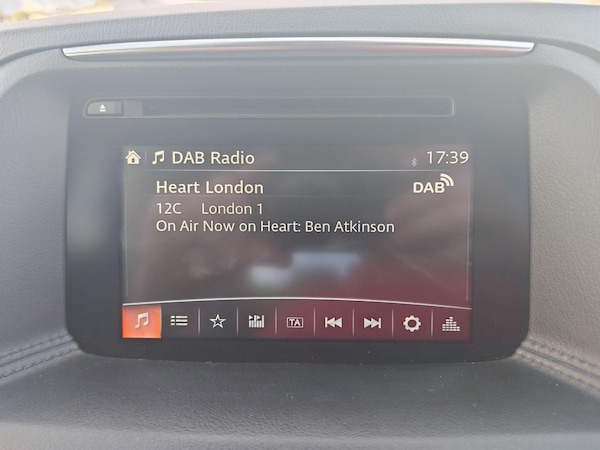 DAB Radio 17:39
Heart London DAB
12C London 1
On Air Now on Heart: Ben Atkinson
TA